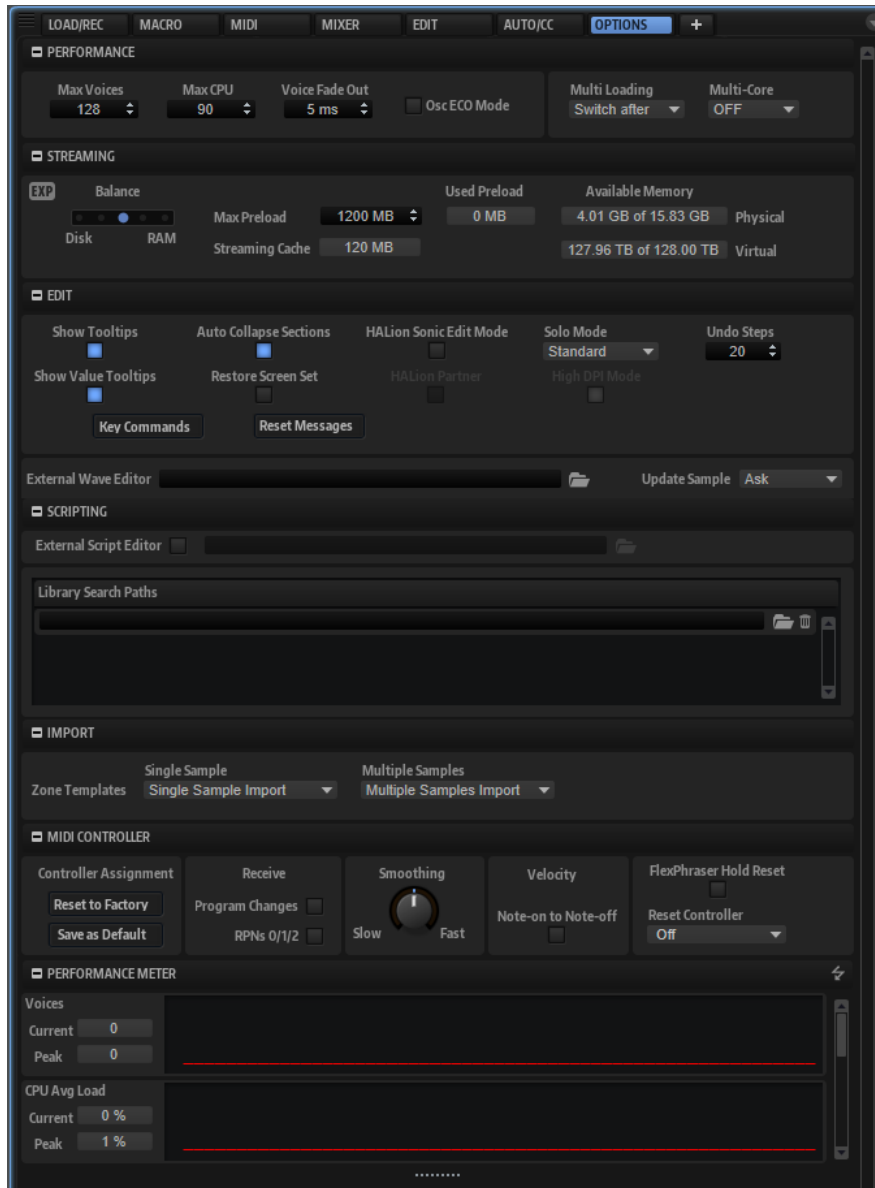 LOAD/REC MACRO MIDI MIXER EDIT AUTO/CC OPTIONS +
PERFORMANCE
Max Voices Max CPU Voice Fade Out Multi Loading Multi-Core
128 90 5 ms Osc ECO Mode Switch after OFF
STREAMING
EXP Balance Used Preload Available Memory
Max Preload 1200 MB 0 MB 4.01 GB of 15.83 GB Physical
Disk RAM
Streaming Cache 120 MB 127.96 TB of 128.00 TB Virtual
EDIT
Show Tooltips Auto Collapse Sections HALion Sonic Edit Mode Solo Mode Undo Steps
Standard 20
Show Value Tooltips Restore Screen Set HALion Partner High DPI Mode
Key Commands Reset Messages
External Wave Editor Update Sample Ask
SCRIPTING
External Script Editor
Library Search Paths
IMPORT
Single Sample Multiple Samples
Zone Templates Single Sample Import Multiple Samples Import
MIDI CONTROLLER
Controller Assignment Receive Smoothing Velocity FlexPhraser Hold Reset
Reset to Factory Program Changes Note-on to Note-off Reset Controller
Save as Default RPNs 0/1/2 Slow Fast Off
PERFORMANCE METER
Voices
Current 0
Peak 0
CPU Avg Load
Current 0 %
Peak 1 %